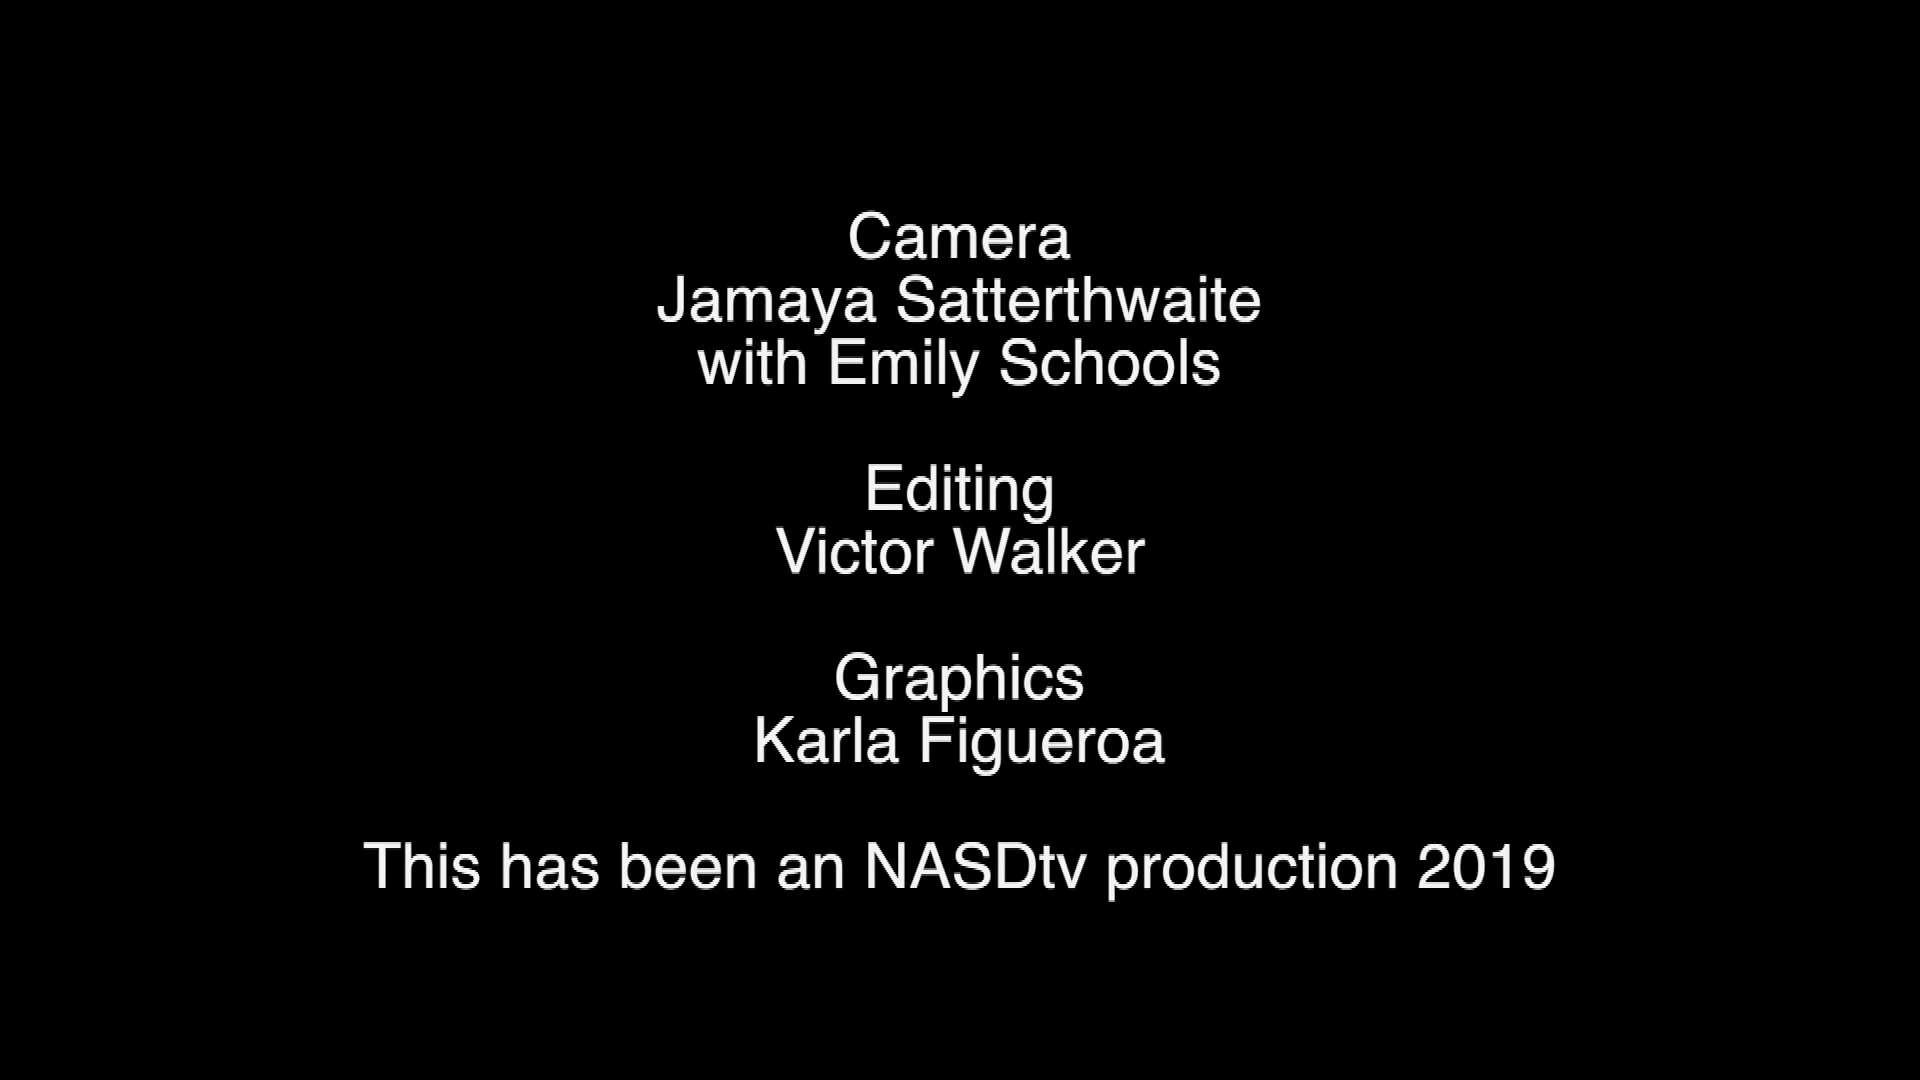 Camera
Jamaya Satterthwaite
with Emily Schools
Editing
Victor Walker
Graphics
Karla Figueroa
This has been an NASDtv production 2019